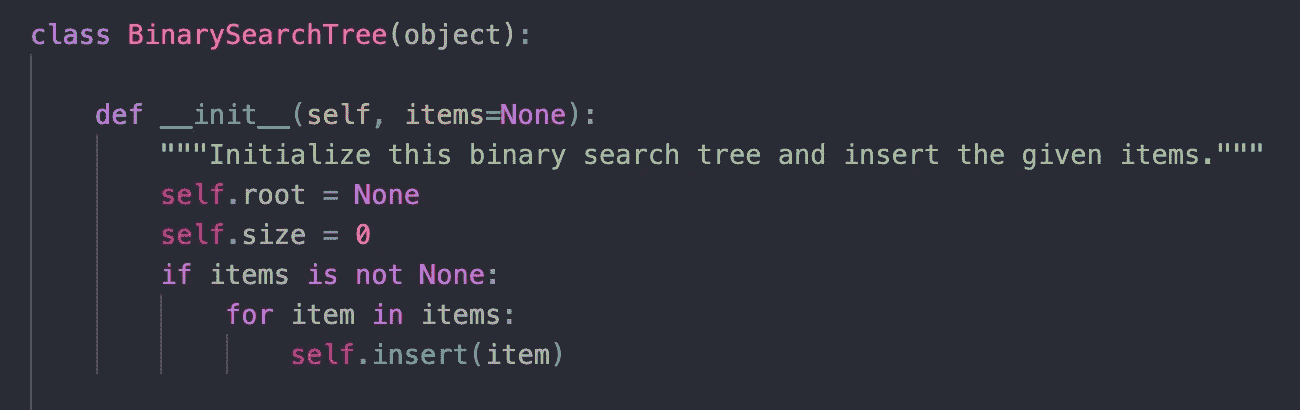 class BinarySearchTree(object):
def __init__(self, items=None):
"""Initialize this binary search tree and insert the given items."""
self.root = None
self.size = 0
if items is not None:
for item in items:
self.insert(item)